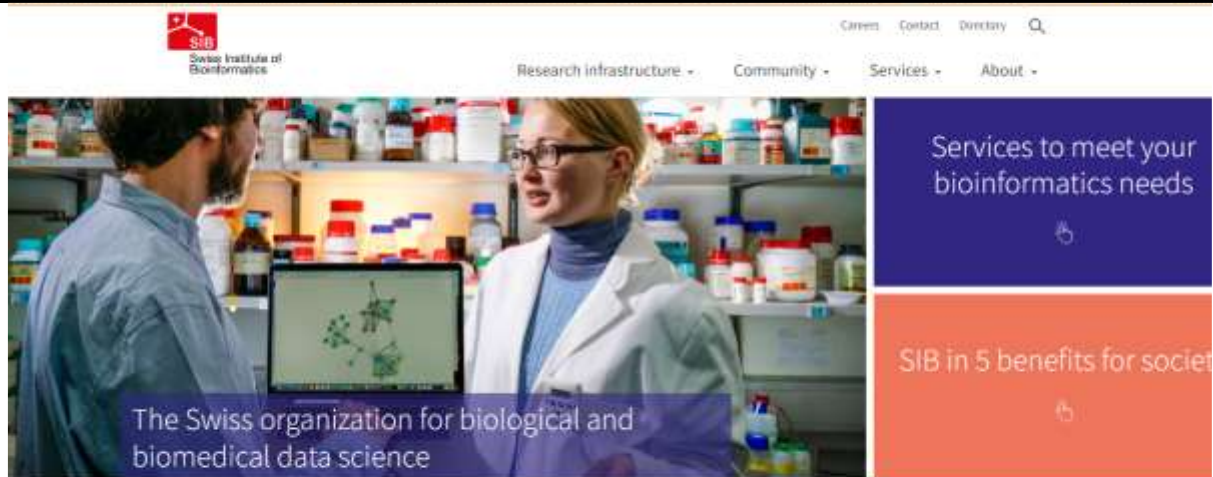 SIB
Swiss Institute of
Bioinformatics
Careers Contact Directory
Research infrastructure Community Services About
The Swiss organization for biological and
biomedical data science
Services to meet your
bioinformatics needs
SIB in 5 benefits for societ